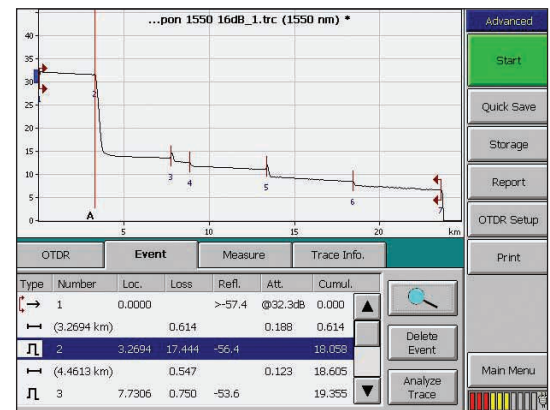 ...pon 1550 16dB_1.trc (1550 nm) *
40
35
30
25
20
15
10
5
0
1
2
3
4
5
6
7
A
5
10
15
20
km
OTDR
Event
Measure
Trace Info.
Type Number Loc. Loss Refl. Att. Cumul.
1 0.0000 >-57.4 @32.3dB 0.000
(3.2694 km) 0.614 0.188 0.614
2 3.2694 17.444 -56.4 18.058
(4.4613 km) 0.547 0.123 18.605
3 7.7306 0.750 -53.6 19.355
Delete Event
Analyze Trace
Advanced
Start
Quick Save
Storage
Report
OTDR Setup
Print
Main Menu